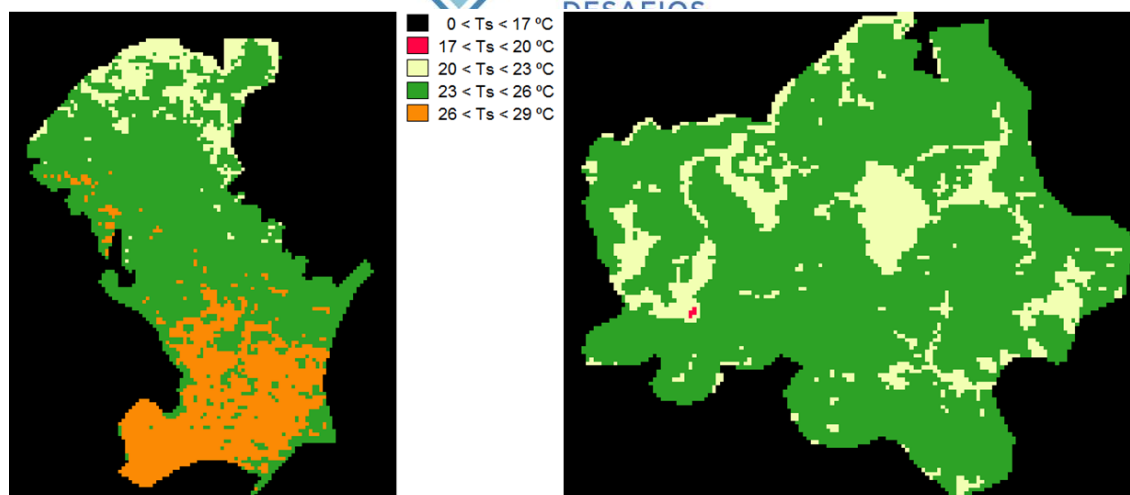 DESAFIOS
0 < Ts < 17 ºC
17 < Ts < 20 ºC
20 < Ts < 23 ºC
23 < Ts < 26 ºC
26 < Ts < 29 ºC